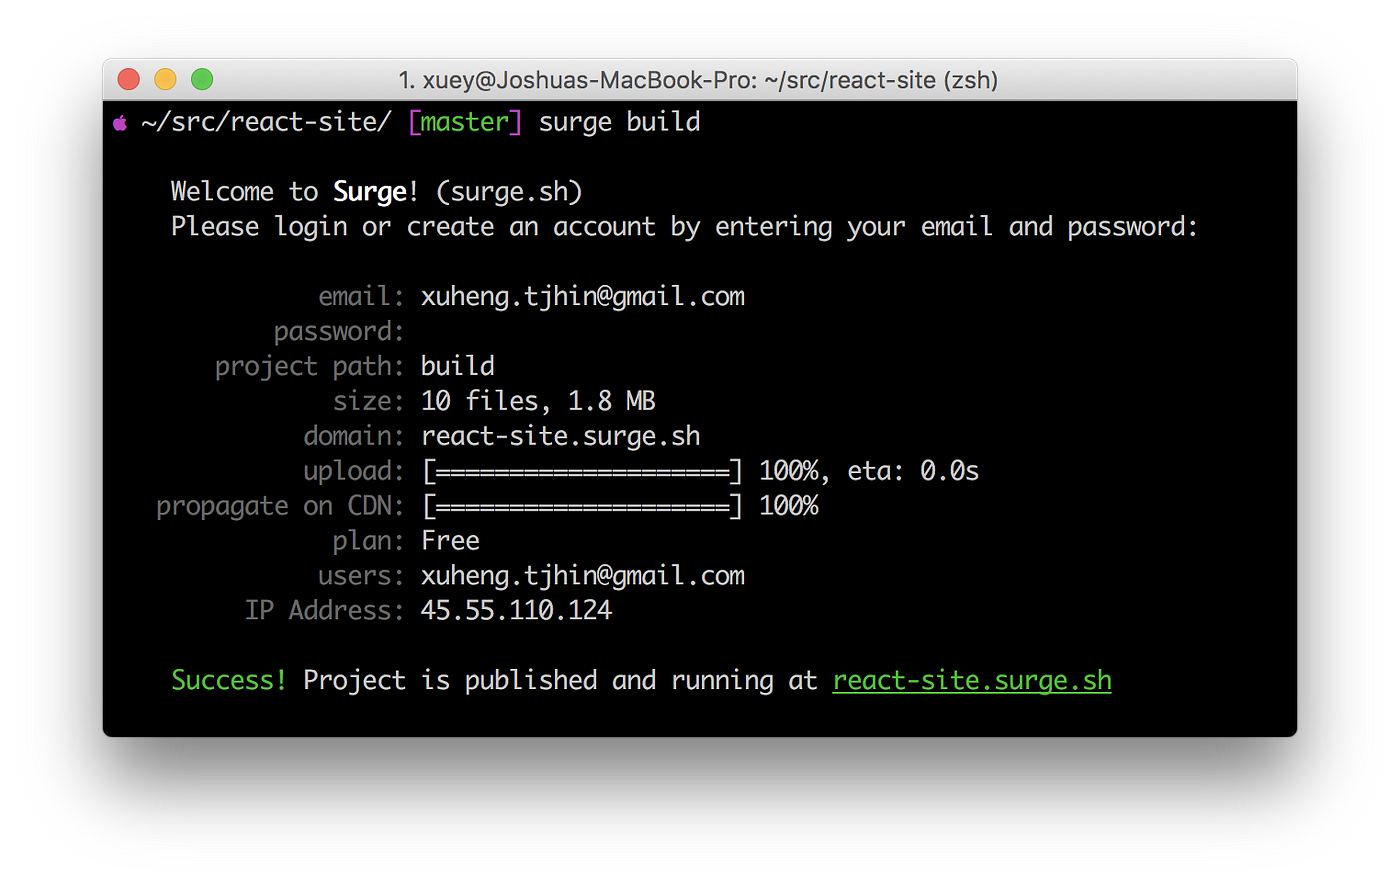 1. xuey@Joshuas-MacBook-Pro: ~/src/react-site (zsh)
~/src/react-site/ [master] surge build
Welcome to Surge! (surge.sh)
Please login or create an account by entering your email and password:
email: xuheng.tjhin@gmail.com
password:
project path: build
size: 10 files, 1.8 MB
domain: react-site.surge.sh
upload: [====================] 100%, eta: 0.0s
propagate on CDN: [====================] 100%
plan: Free
users: xuheng.tjhin@gmail.com
IP Address: 45.55.110.124
Success! Project is published and running at react-site.surge.sh